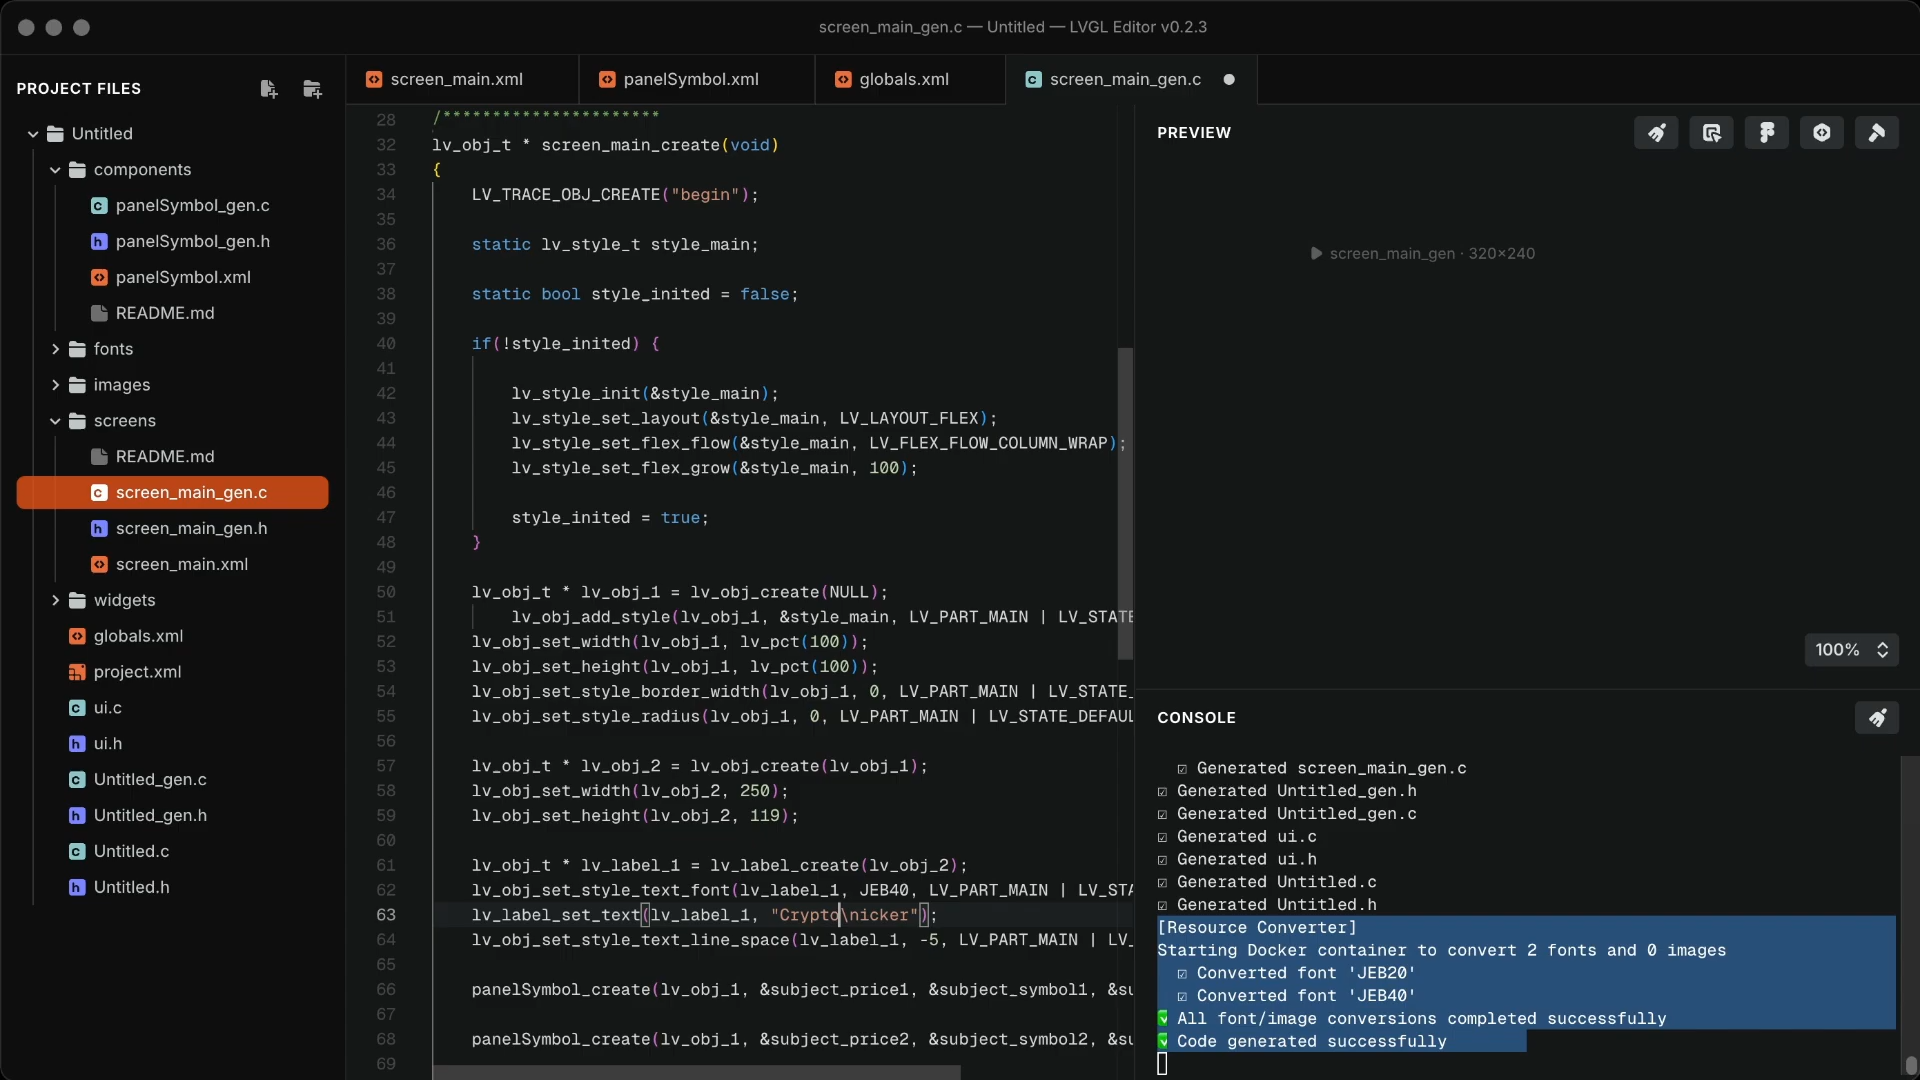 screen_main_gen.c — Untitled — LVGL Editor v0.2.3
PROJECT FILES
Untitled
components
panelSymbol_gen.c
panelSymbol_gen.h
panelSymbol.xml
README.md
fonts
images
screens
README.md
screen_main_gen.c
screen_main_gen.h
screen_main.xml
widgets
globals.xml
project.xml
ui.c
ui.h
Untitled_gen.c
Untitled_gen.h
Untitled.c
Untitled.h
screen_main.xml
panelSymbol.xml
globals.xml
screen_main_gen.c
28 /**********************
32 lv_obj_t * screen_main_create(void)
33 {
34 LV_TRACE_OBJ_CREATE("begin");
35
36 static lv_style_t style_main;
37
38 static bool style_inited = false;
39
40 if(!style_inited) {
41
42 lv_style_init(&style_main);
43 lv_style_set_layout(&style_main, LV_LAYOUT_FLEX);
44 lv_style_set_flex_flow(&style_main, LV_FLEX_FLOW_COLUMN_WRAP);
45 lv_style_set_flex_grow(&style_main, 100);
46
47 style_inited = true;
48 }
49
50 lv_obj_t * lv_obj_1 = lv_obj_create(NULL);
51 lv_obj_add_style(lv_obj_1, &style_main, LV_PART_MAIN | LV_STATE
52 lv_obj_set_width(lv_obj_1, lv_pct(100));
53 lv_obj_set_height(lv_obj_1, lv_pct(100));
54 lv_obj_set_style_border_width(lv_obj_1, 0, LV_PART_MAIN | LV_STATE_
55 lv_obj_set_style_radius(lv_obj_1, 0, LV_PART_MAIN | LV_STATE_DEFAUL
56
57 lv_obj_t * lv_obj_2 = lv_obj_create(lv_obj_1);
58 lv_obj_set_width(lv_obj_2, 250);
59 lv_obj_set_height(lv_obj_2, 119);
60
61 lv_obj_t * lv_label_1 = lv_label_create(lv_obj_2);
62 lv_obj_set_style_text_font(lv_label_1, JEB40, LV_PART_MAIN | LV_STA
63 lv_label_set_text(lv_label_1, "Crypto\nicker");
64 lv_obj_set_style_text_line_space(lv_label_1, -5, LV_PART_MAIN | LV_
65
66 panelSymbol_create(lv_obj_1, &subject_price1, &subject_symbol1, &su
67
68 panelSymbol_create(lv_obj_1, &subject_price2, &subject_symbol2, &su
69
PREVIEW
screen_main_gen · 320×240
100%
CONSOLE
☑ Generated screen_main_gen.c
☑ Generated Untitled_gen.h
☑ Generated Untitled_gen.c
☑ Generated ui.c
☑ Generated ui.h
☑ Generated Untitled.c
☑ Generated Untitled.h
[Resource Converter]
Starting Docker container to convert 2 fonts and 0 images
☑ Converted font 'JEB20'
☑ Converted font 'JEB40'
✅ All font/image conversions completed successfully
✅ Code generated successfully